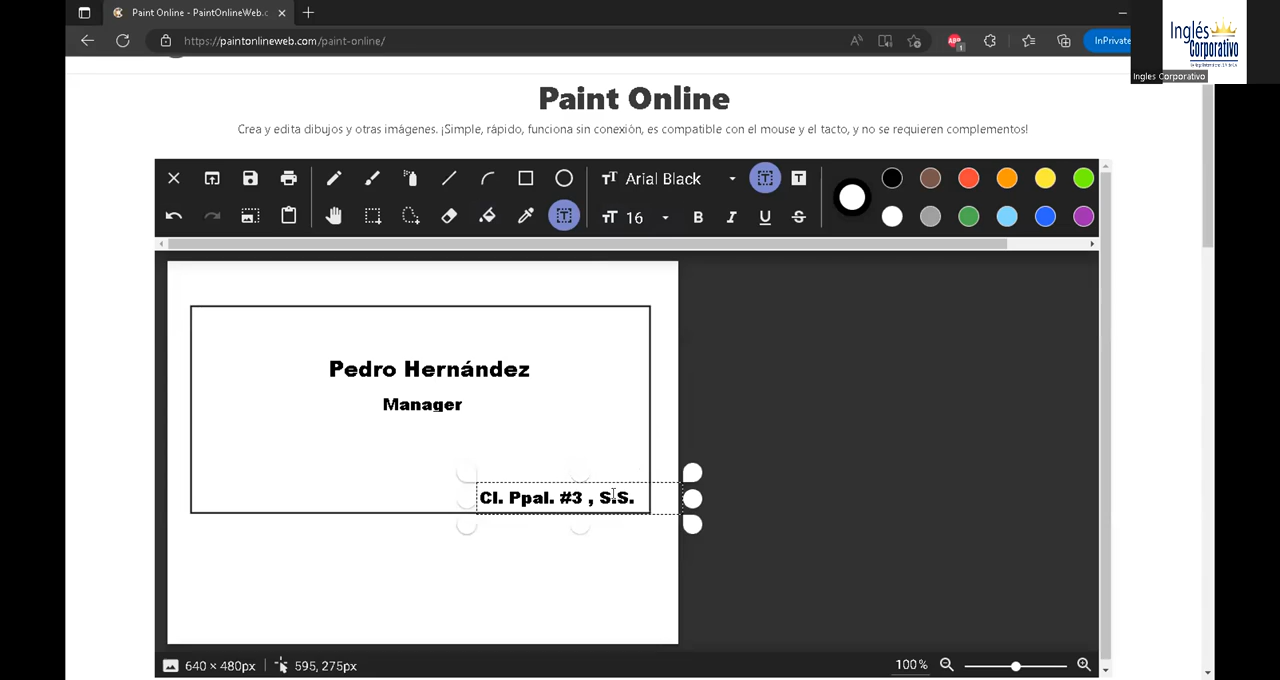 Paint Online - PaintOnlineWeb.c
https://paintonlineweb.com/paint-online/
InPrivate
Inglés
Corporativo
Ingles Corporativo
Paint Online
Crea y edita dibujos y otras imágenes. ¡Simple, rápido, funciona sin conexión, es compatible con el mouse y el tacto, y no se requieren complementos!
Arial Black
16
B I U S
Pedro Hernández
Manager
Cl. Ppal. #3 , S.S.
640 × 480px
595, 275px
100%